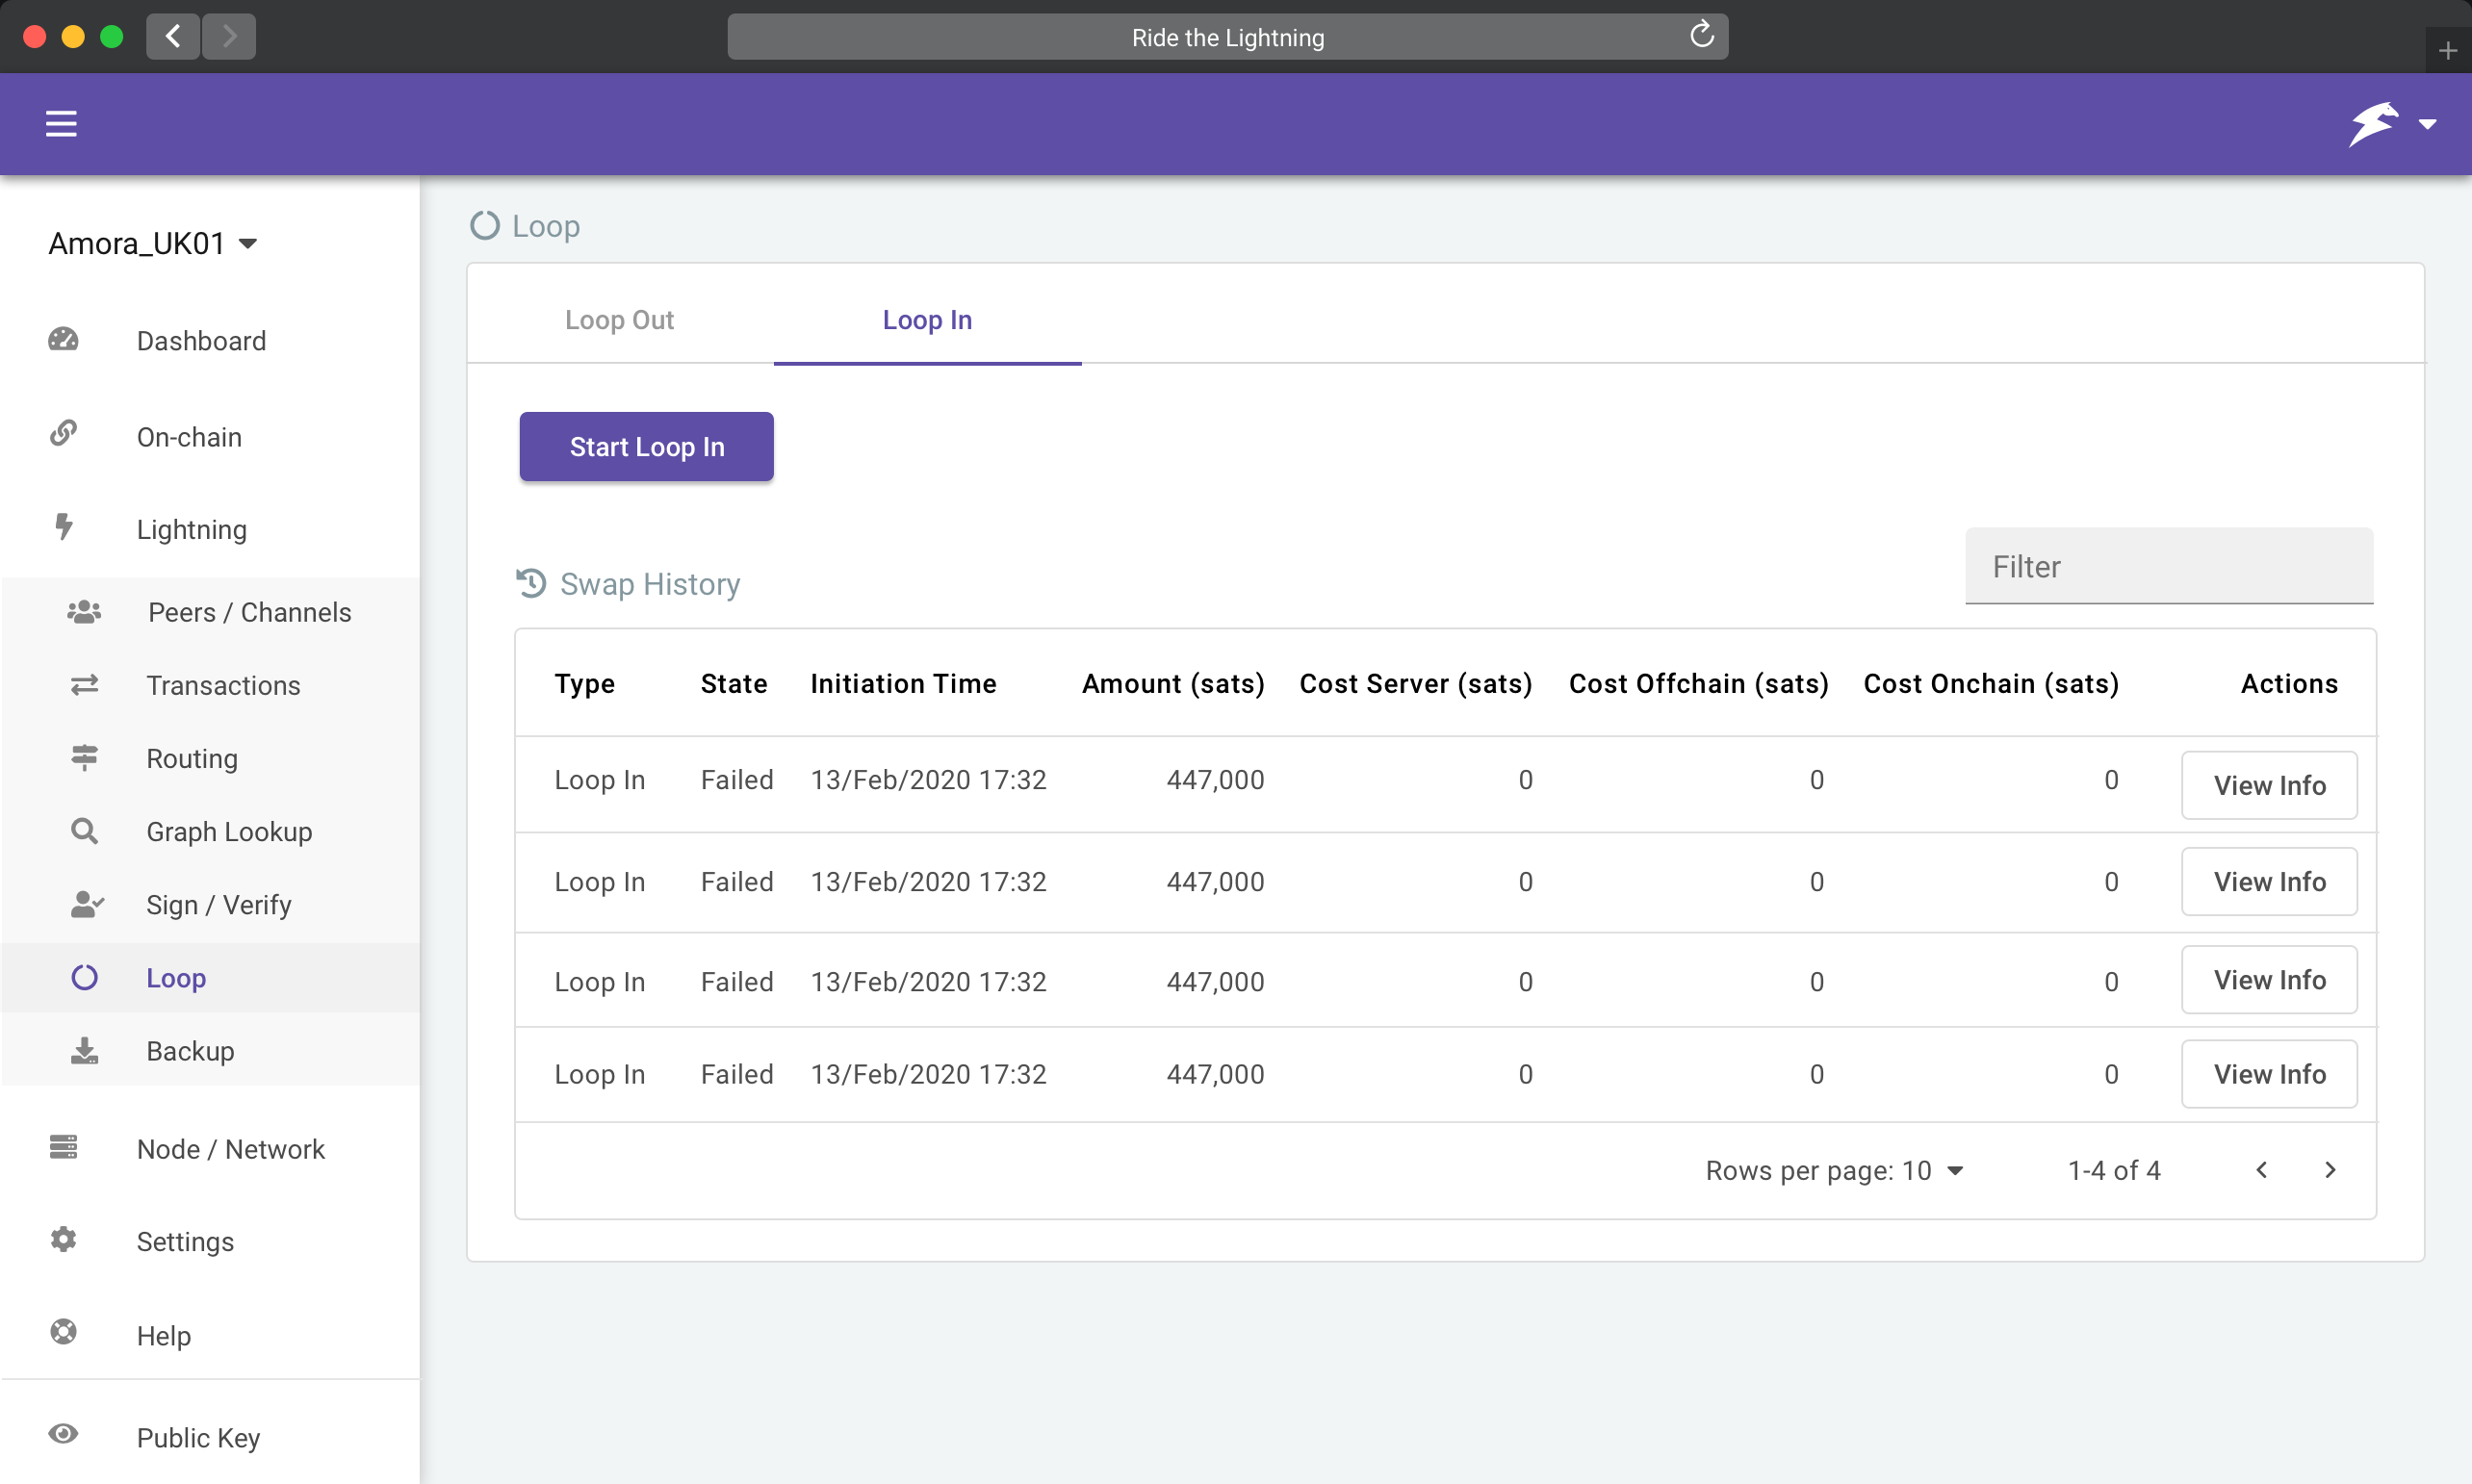 Ride the Lightning
Amora_UK01
Dashboard
On-chain
Lightning
Peers / Channels
Transactions
Routing
Graph Lookup
Sign / Verify
Loop
Backup
Node / Network
Settings
Help
Public Key
Loop
Loop Out Loop In
Start Loop In
Swap History
Filter
Type State Initiation Time Amount (sats) Cost Server (sats) Cost Offchain (sats) Cost Onchain (sats) Actions
Loop In Failed 13/Feb/2020 17:32 447,000 0 0 0 View Info
Loop In Failed 13/Feb/2020 17:32 447,000 0 0 0 View Info
Loop In Failed 13/Feb/2020 17:32 447,000 0 0 0 View Info
Loop In Failed 13/Feb/2020 17:32 447,000 0 0 0 View Info
Rows per page: 10 1-4 of 4